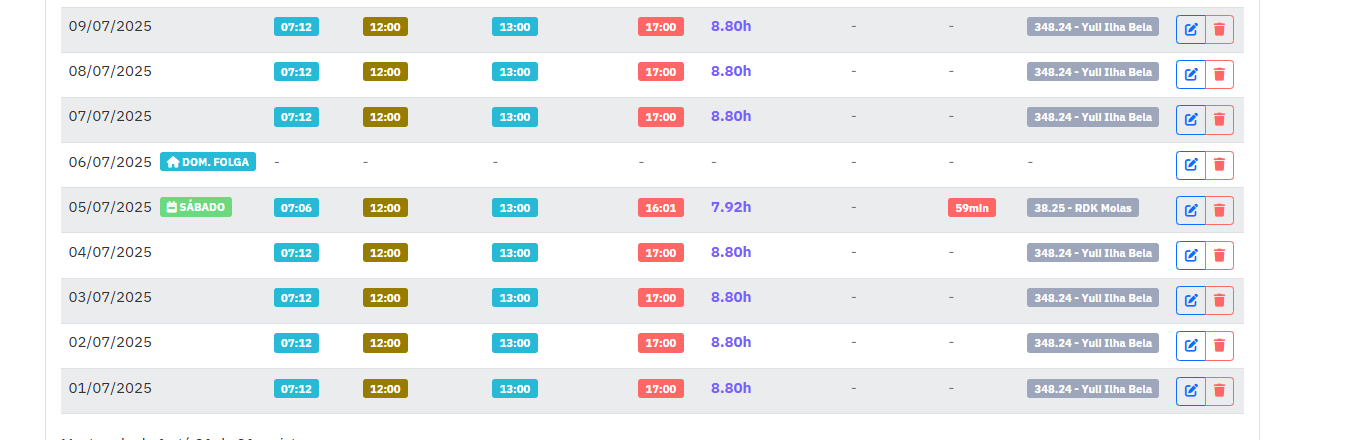 09/07/2025 07:12 12:00 13:00 17:00 8.80h - - 348.24 - Yuli Ilha Bela
08/07/2025 07:12 12:00 13:00 17:00 8.80h - - 348.24 - Yuli Ilha Bela
07/07/2025 07:12 12:00 13:00 17:00 8.80h - - 348.24 - Yuli Ilha Bela
06/07/2025 DOM. FOLGA - - - - - - - -
05/07/2025 SÁBADO 07:06 12:00 13:00 16:01 7.92h - 59min 38.25 - RDK Molas
04/07/2025 07:12 12:00 13:00 17:00 8.80h - - 348.24 - Yuli Ilha Bela
03/07/2025 07:12 12:00 13:00 17:00 8.80h - - 348.24 - Yuli Ilha Bela
02/07/2025 07:12 12:00 13:00 17:00 8.80h - - 348.24 - Yuli Ilha Bela
01/07/2025 07:12 12:00 13:00 17:00 8.80h - - 348.24 - Yuli Ilha Bela